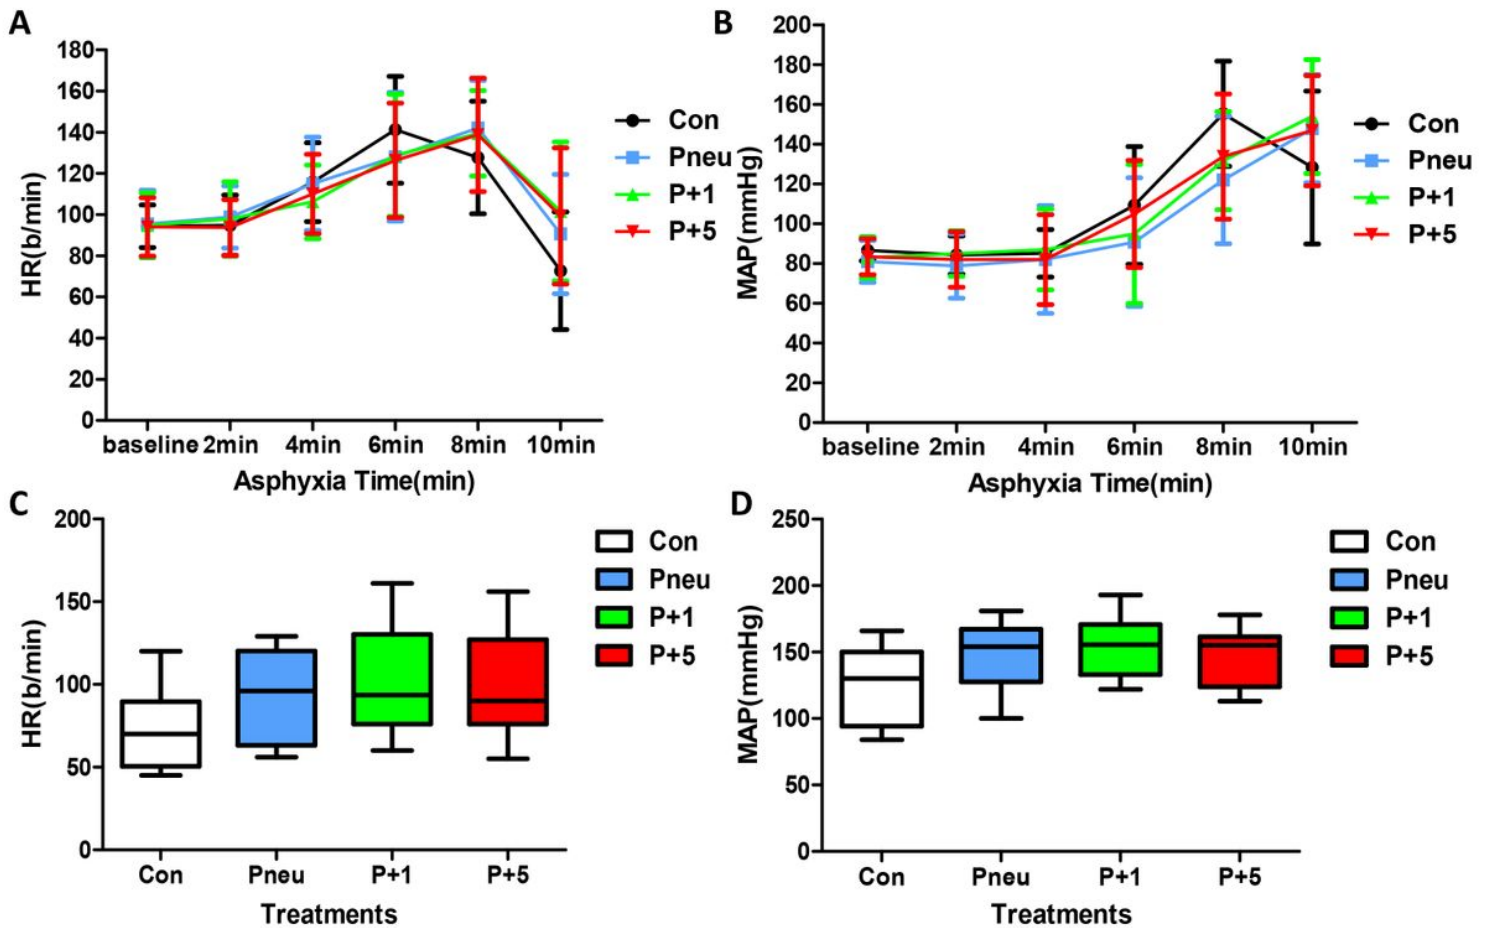 A
HR(b/min)
180
160
140
120
100
80
60
40
20
0
baseline 2min 4min 6min 8min 10min
Asphyxia Time(min)
Con
Pneu
P+1
P+5
B
MAP(mmHg)
200
180
160
140
120
100
80
60
40
20
0
baseline 2min 4min 6min 8min 10min
Asphyxia Time(min)
Con
Pneu
P+1
P+5
C
HR(b/min)
200
150
100
50
0
Con Pneu P+1 P+5
Treatments
Con
Pneu
P+1
P+5
D
MAP(mmHg)
250
200
150
100
50
0
Con Pneu P+1 P+5
Treatments
Con
Pneu
P+1
P+5